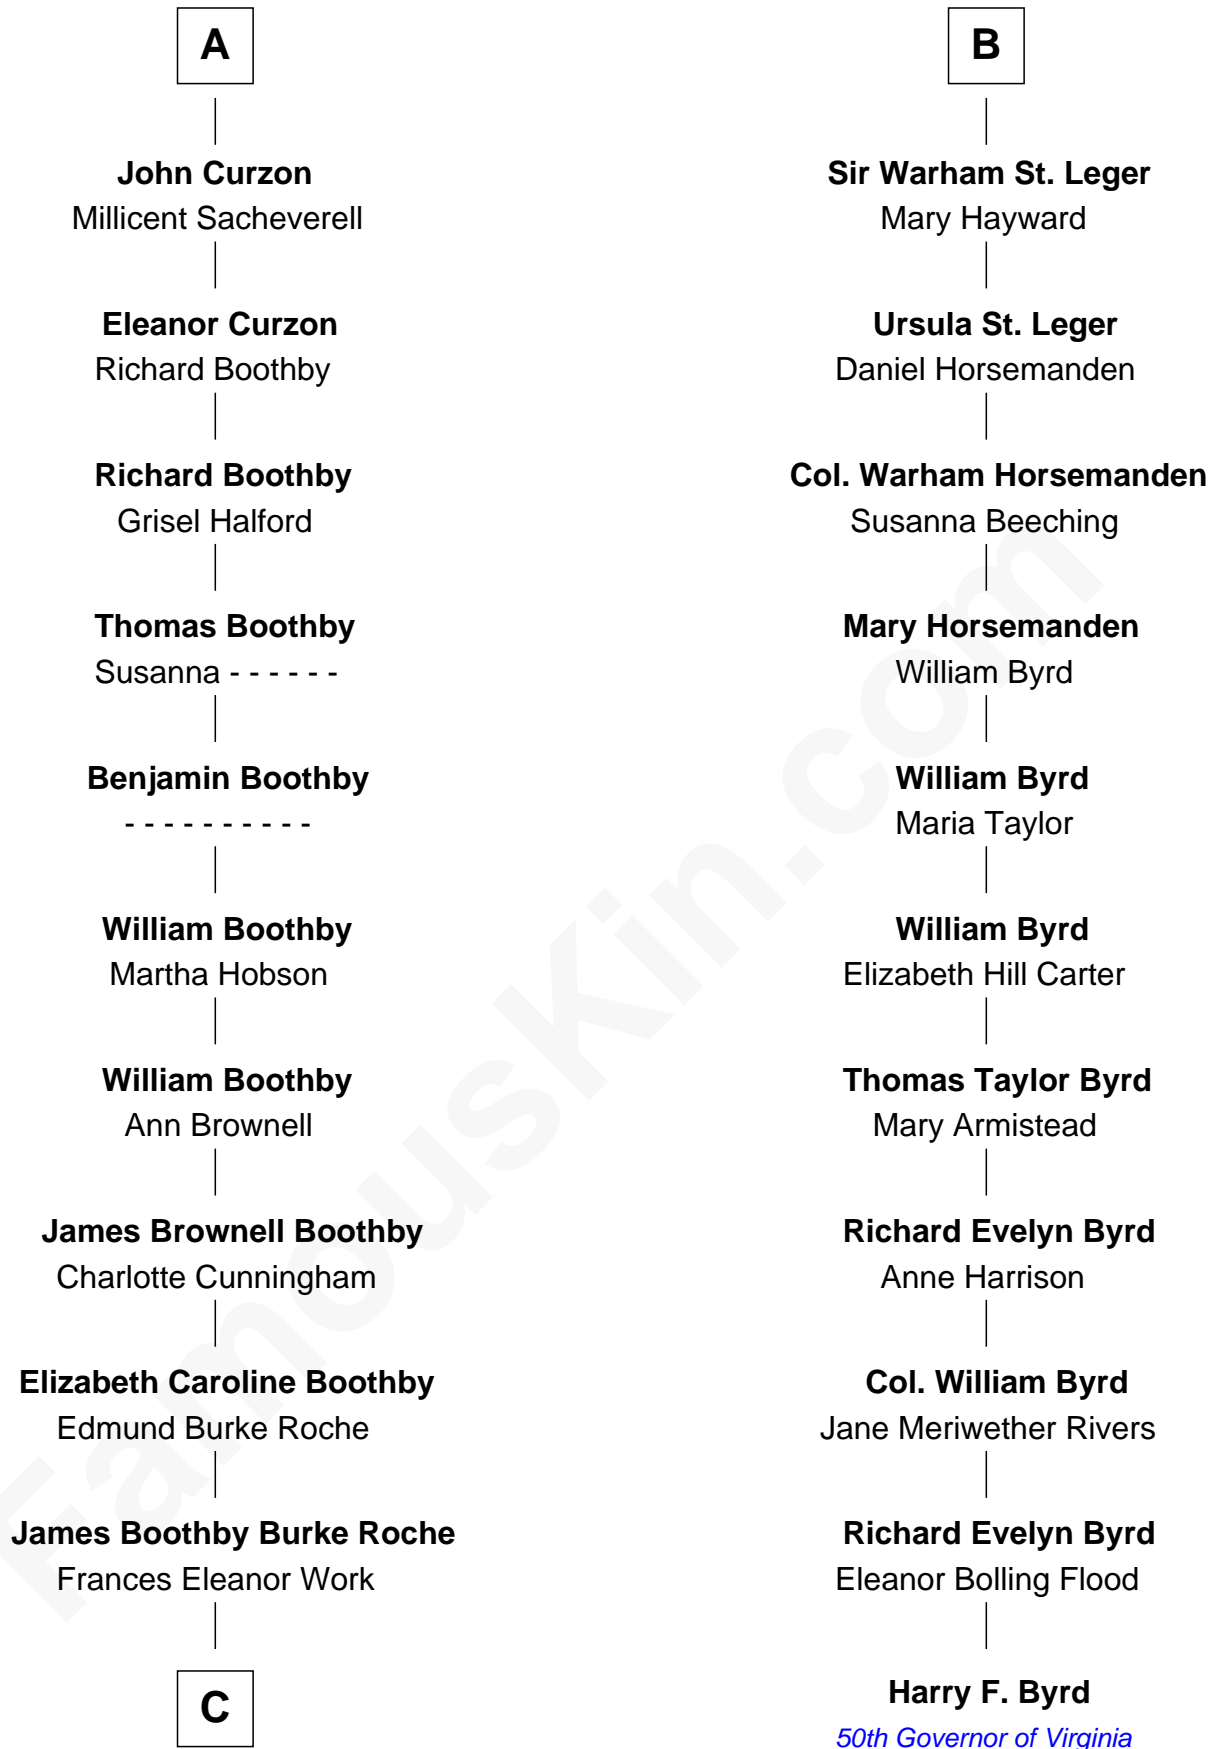 A
John Curzon
Millicent Sacheverell
Eleanor Curzon
Richard Boothby
Richard Boothby
Grisel Halford
Thomas Boothby
Susanna - - - - - -
Benjamin Boothby
- - - - - - - - - -
William Boothby
Martha Hobson
William Boothby
Ann Brownell
James Brownell Boothby
Charlotte Cunningham
Elizabeth Caroline Boothby
Edmund Burke Roche
James Boothby Burke Roche
Frances Eleanor Work
C
B
Sir Warham St. Leger
Mary Hayward
Ursula St. Leger
Daniel Horsemanden
Col. Warham Horsemanden
Susanna Beeching
Mary Horsemanden
William Byrd
William Byrd
Maria Taylor
William Byrd
Elizabeth Hill Carter
Thomas Taylor Byrd
Mary Armistead
Richard Evelyn Byrd
Anne Harrison
Col. William Byrd
Jane Meriwether Rivers
Richard Evelyn Byrd
Eleanor Bolling Flood
Harry F. Byrd
50th Governor of Virginia
FamousKin.com